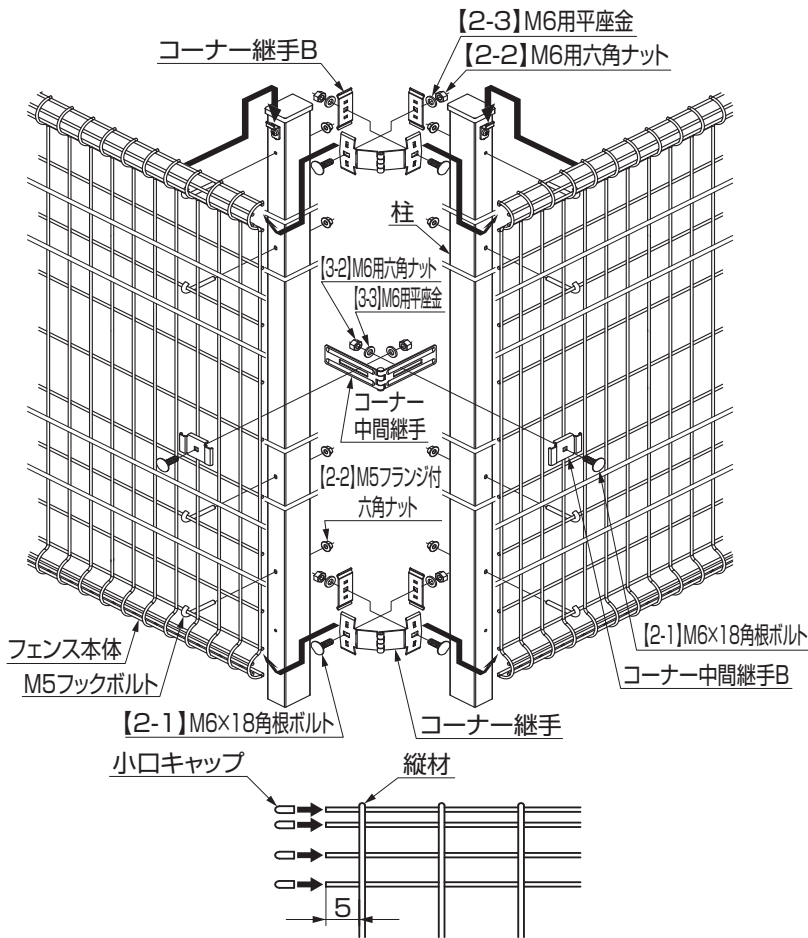 【2-3】M6用平座金
コーナー継手B
【2-2】M6用六角ナット
柱
【3-2】M6用六角ナット
【3-3】M6用平座金
コーナー
中間継手
【2-2】M5フランジ付
六角ナット
フェンス本体
M5フックボルト
【2-1】M6×18角根ボルト
コーナー中間継手B
【2-1】M6×18角根ボルト
コーナー継手
小口キャップ
縦材
5